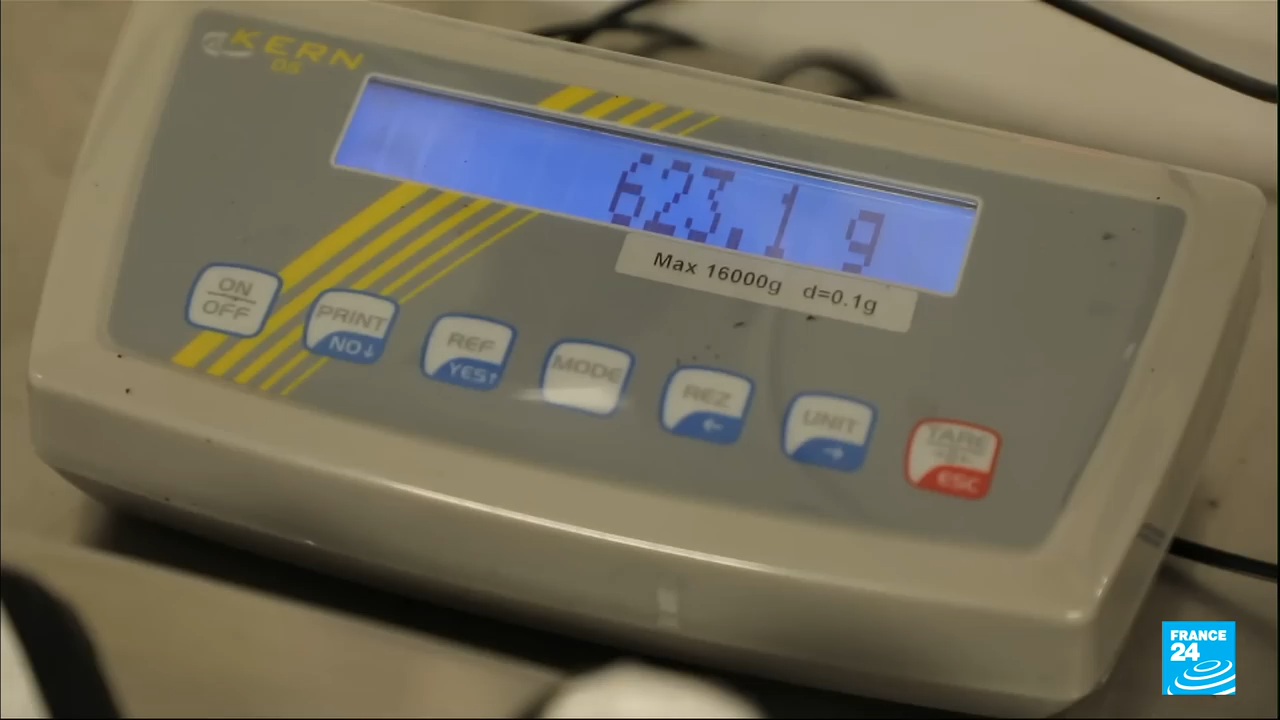 KERN
DS
623.1 g
Max 16000g d=0.1g
ON
OFF
PRINT
NO↓
REF
YES↑
MODE
REZ
←
UNIT
→
TARE
ESC
FRANCE
24